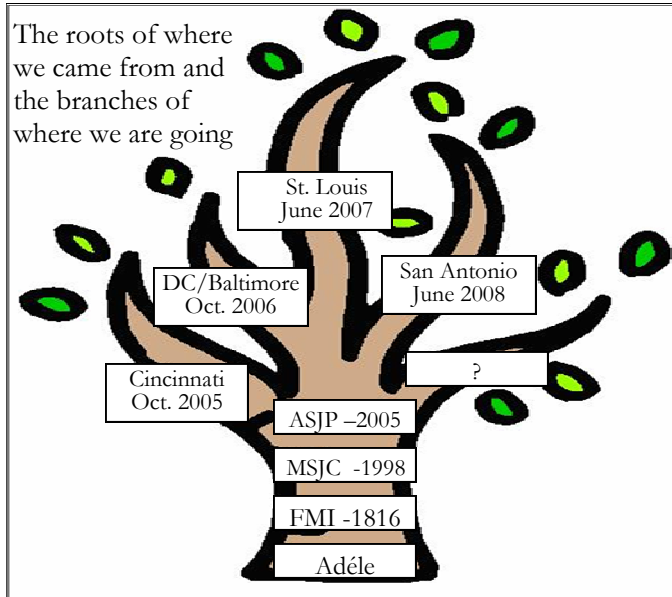 The roots of where
we came from and
the branches of
where we are going
St. Louis
June 2007
DC/Baltimore
Oct. 2006
San Antonio
June 2008
Cincinnati
Oct. 2005
?
ASJP –2005
MSJC -1998
FMI -1816
Adéle